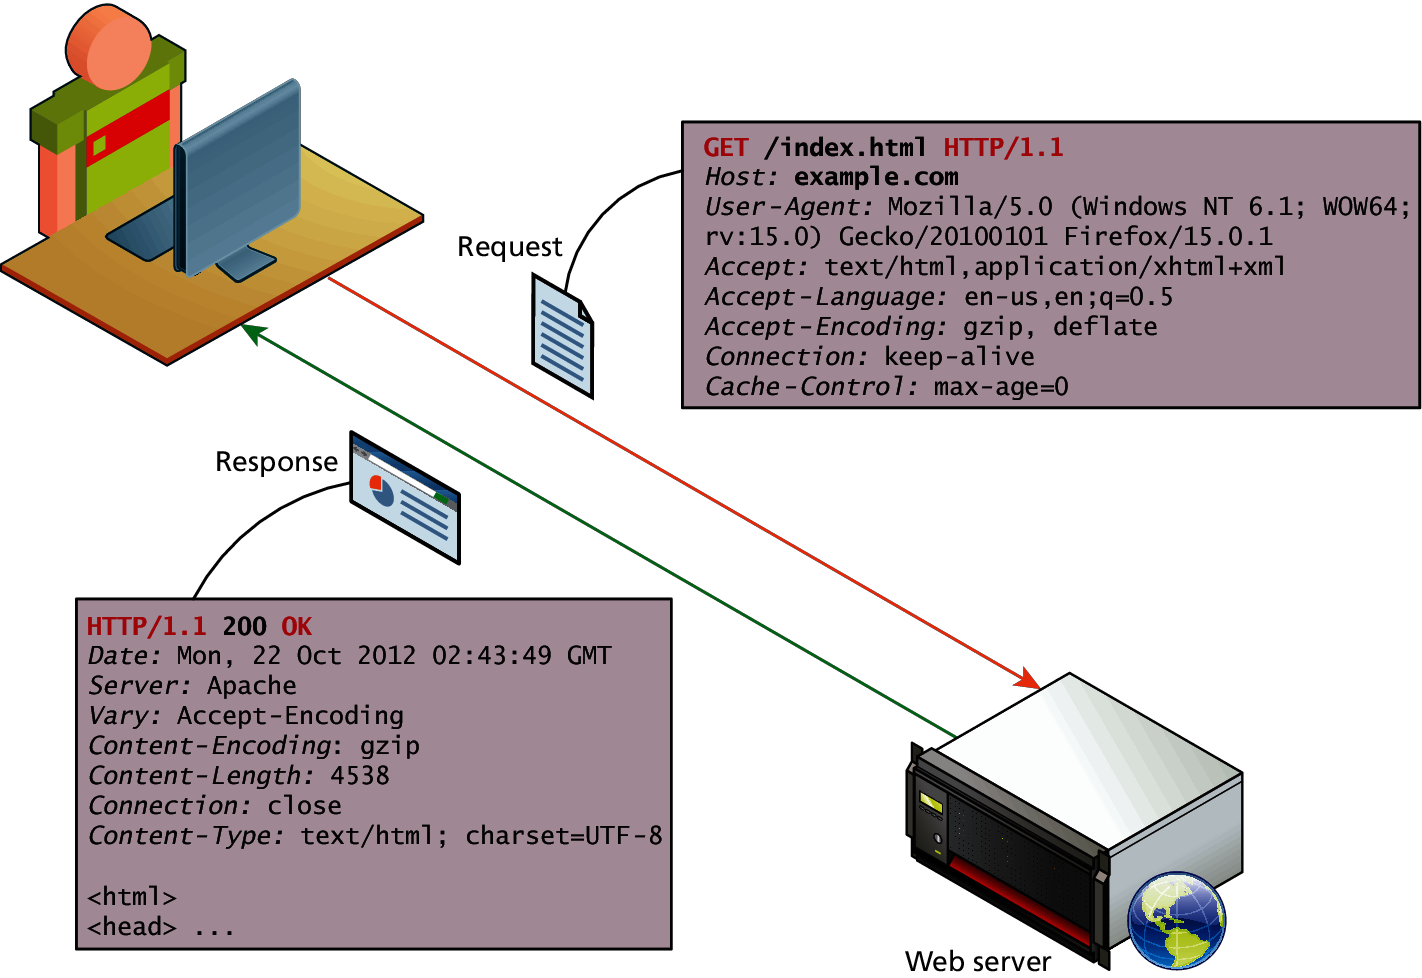 GET /index.html HTTP/1.1
Host: example.com
User-Agent: Mozilla/5.0 (Windows NT 6.1; WOW64;
rv:15.0) Gecko/20100101 Firefox/15.0.1
Accept: text/html,application/xhtml+xml
Accept-Language: en-us,en;q=0.5
Accept-Encoding: gzip, deflate
Connection: keep-alive
Cache-Control: max-age=0
Request
Response
HTTP/1.1 200 OK
Date: Mon, 22 Oct 2012 02:43:49 GMT
Server: Apache
Vary: Accept-Encoding
Content-Encoding: gzip
Content-Length: 4538
Connection: close
Content-Type: text/html; charset=UTF-8
<html>
<head> ...
Web server